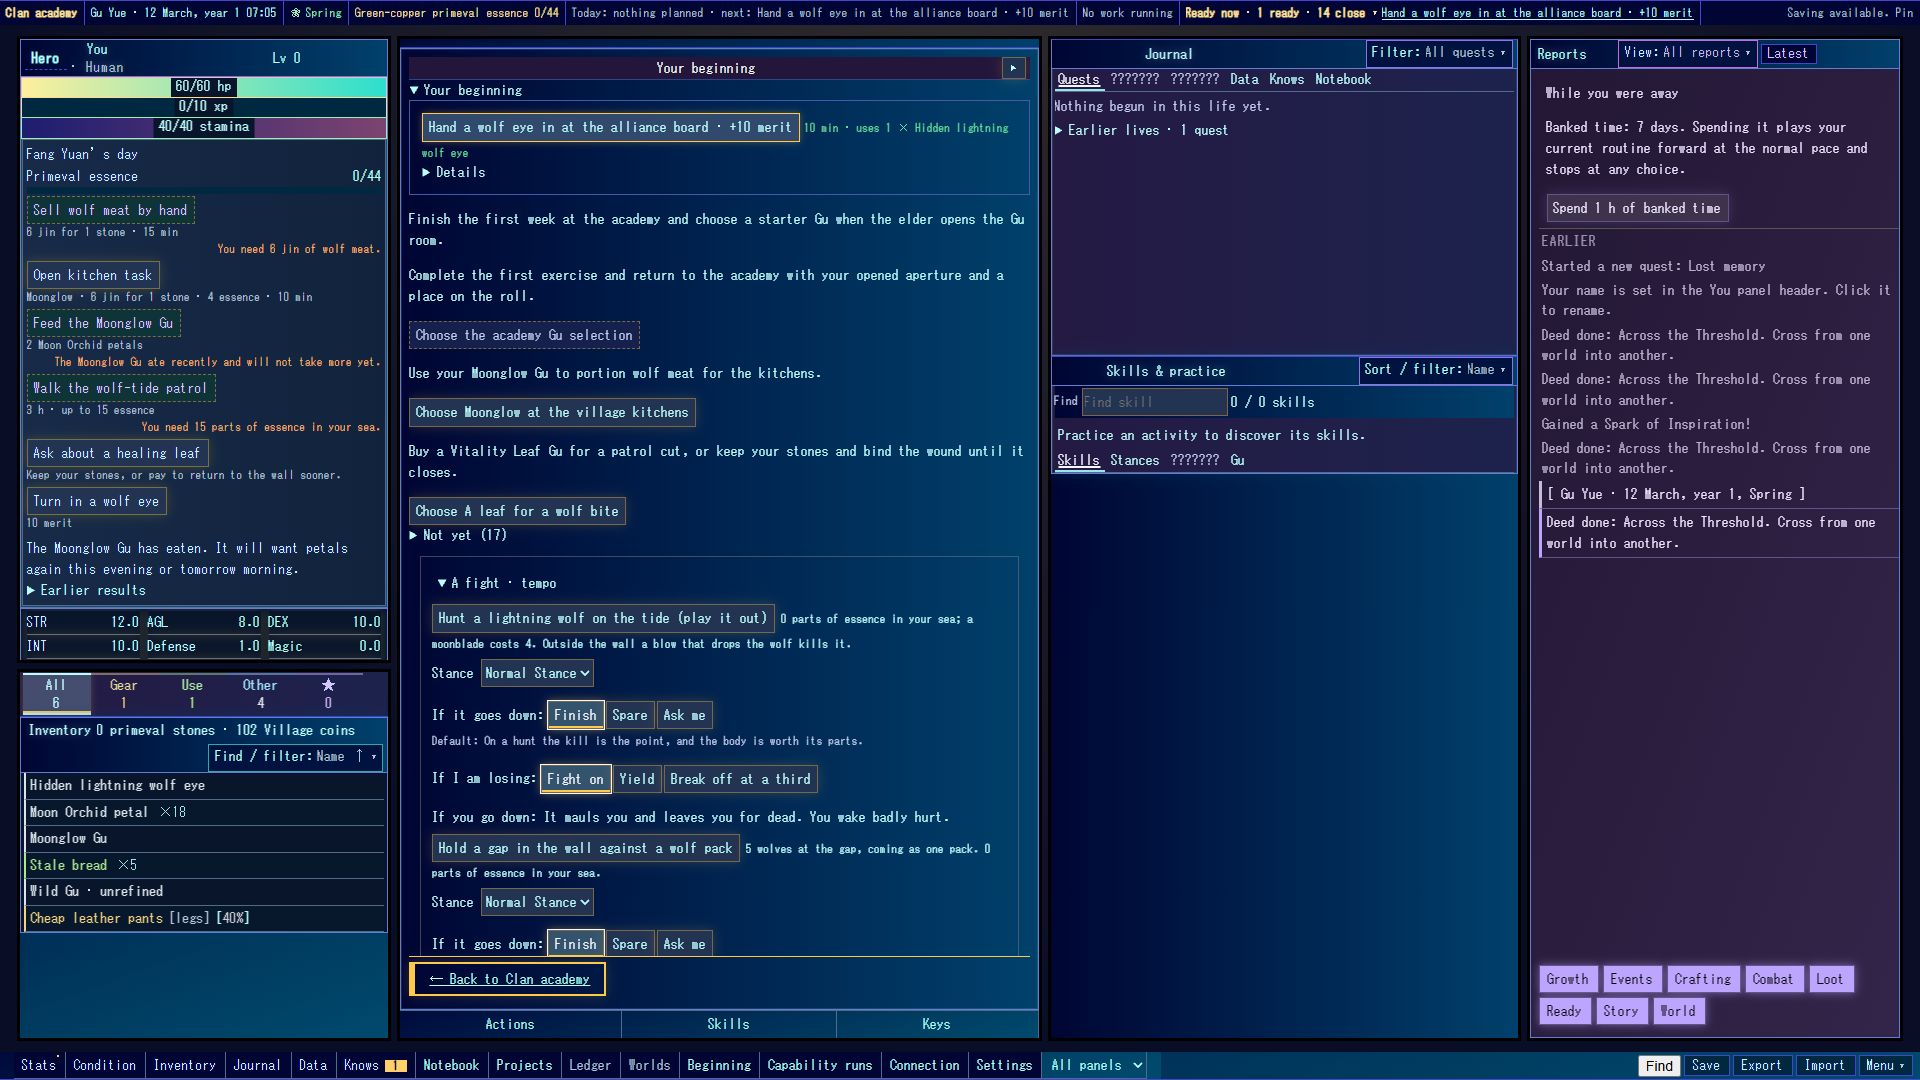 Clan academy Gu Yue · 12 March, year 1 07:05 ❀ Spring Green-copper primeval essence 0/44 Today: nothing planned · next: Hand a wolf eye in at the alliance board · +10 merit No work running Ready now · 1 ready · 14 close ▾ Hand a wolf eye in at the alliance board · +10 merit Saving available. Pin
Hero · You
Human
Lv 0
60/60 hp
0/10 xp
40/40 stamina
Fang Yuan's day
Primeval essence 0/44
Sell wolf meat by hand
6 jin for 1 stone · 15 min
You need 6 jin of wolf meat.
Open kitchen task
Moonglow · 6 jin for 1 stone · 4 essence · 10 min
Feed the Moonglow Gu
2 Moon Orchid petals
The Moonglow Gu ate recently and will not take more yet.
Walk the wolf-tide patrol
3 h · up to 15 essence
You need 15 parts of essence in your sea.
Ask about a healing leaf
Keep your stones, or pay to return to the wall sooner.
Turn in a wolf eye
10 merit
The Moonglow Gu has eaten. It will want petals
again this evening or tomorrow morning.
▶ Earlier results
STR 12.0 AGL 8.0 DEX 10.0
INT 10.0 Defense 1.0 Magic 0.0
All Gear Use Other ★
6 1 1 4 0
Inventory 0 primeval stones · 102 Village coins
Find / filter: Name ↑ ▾
Hidden lightning wolf eye
Moon Orchid petal ×18
Moonglow Gu
Stale bread ×5
Wild Gu · unrefined
Cheap leather pants [legs] [40%]
Your beginning
▼ Your beginning
Hand a wolf eye in at the alliance board · +10 merit 10 min · uses 1 × Hidden lightning
wolf eye
▶ Details
Finish the first week at the academy and choose a starter Gu when the elder opens the Gu
room.
Complete the first exercise and return to the academy with your opened aperture and a
place on the roll.
Choose the academy Gu selection
Use your Moonglow Gu to portion wolf meat for the kitchens.
Choose Moonglow at the village kitchens
Buy a Vitality Leaf Gu for a patrol cut, or keep your stones and bind the wound until it
closes.
Choose A leaf for a wolf bite
▶ Not yet (17)
▼ A fight · tempo
Hunt a lightning wolf on the tide (play it out) 0 parts of essence in your sea; a
moonblade costs 4. Outside the wall a blow that drops the wolf kills it.
Stance Normal Stance
If it goes down: Finish Spare Ask me
Default: On a hunt the kill is the point, and the body is worth its parts.
If I am losing: Fight on Yield Break off at a third
If you go down: It mauls you and leaves you for dead. You wake badly hurt.
Hold a gap in the wall against a wolf pack 5 wolves at the gap, coming as one pack. 0
parts of essence in your sea.
Stance Normal Stance
If it goes down: Finish Spare Ask me
← Back to Clan academy
Actions Skills Keys
Journal Filter: All quests ▾
Quests ??????? ??????? Data Knows Notebook
Nothing begun in this life yet.
▶ Earlier lives · 1 quest
Skills & practice Sort / filter: Name ▾
Find Find skill 0 / 0 skills
Practice an activity to discover its skills.
Skills Stances ??????? Gu
Reports View: All reports ▾ Latest
While you were away
Banked time: 7 days. Spending it plays your
current routine forward at the normal pace and
stops at any choice.
Spend 1 h of banked time
EARLIER
Started a new quest: Lost memory
Your name is set in the You panel header. Click it
to rename.
Deed done: Across the Threshold. Cross from one
world into another.
Deed done: Across the Threshold. Cross from one
world into another.
Gained a Spark of Inspiration!
Deed done: Across the Threshold. Cross from one
world into another.
[ Gu Yue · 12 March, year 1, Spring ]
Deed done: Across the Threshold. Cross from one
world into another.
Growth Events Crafting Combat Loot
Ready Story World
Stats Condition Inventory Journal Data Knows 1 Notebook Projects Ledger Worlds Beginning Capability runs Connection Settings All panels Find Save Export Import Menu ▾